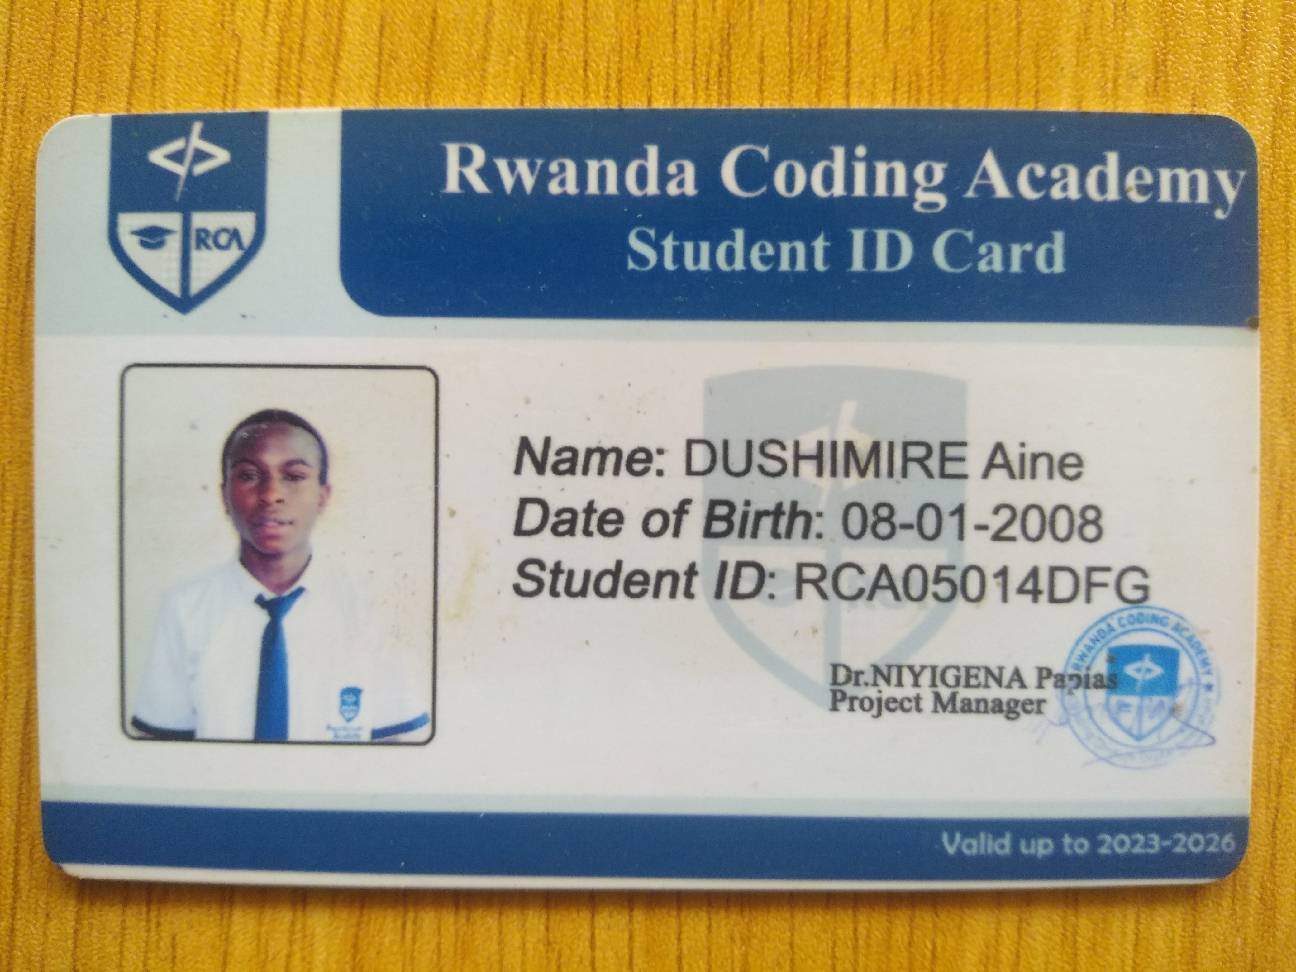 RCA
Rwanda Coding Academy
Student ID Card
Name: DUSHIMIRE Aine
Date of Birth: 08-01-2008
Student ID: RCA05014DFG
Dr.NIYIGENA Papias
Project Manager
RWANDA CODING ACADEMY
Valid up to 2023-2026